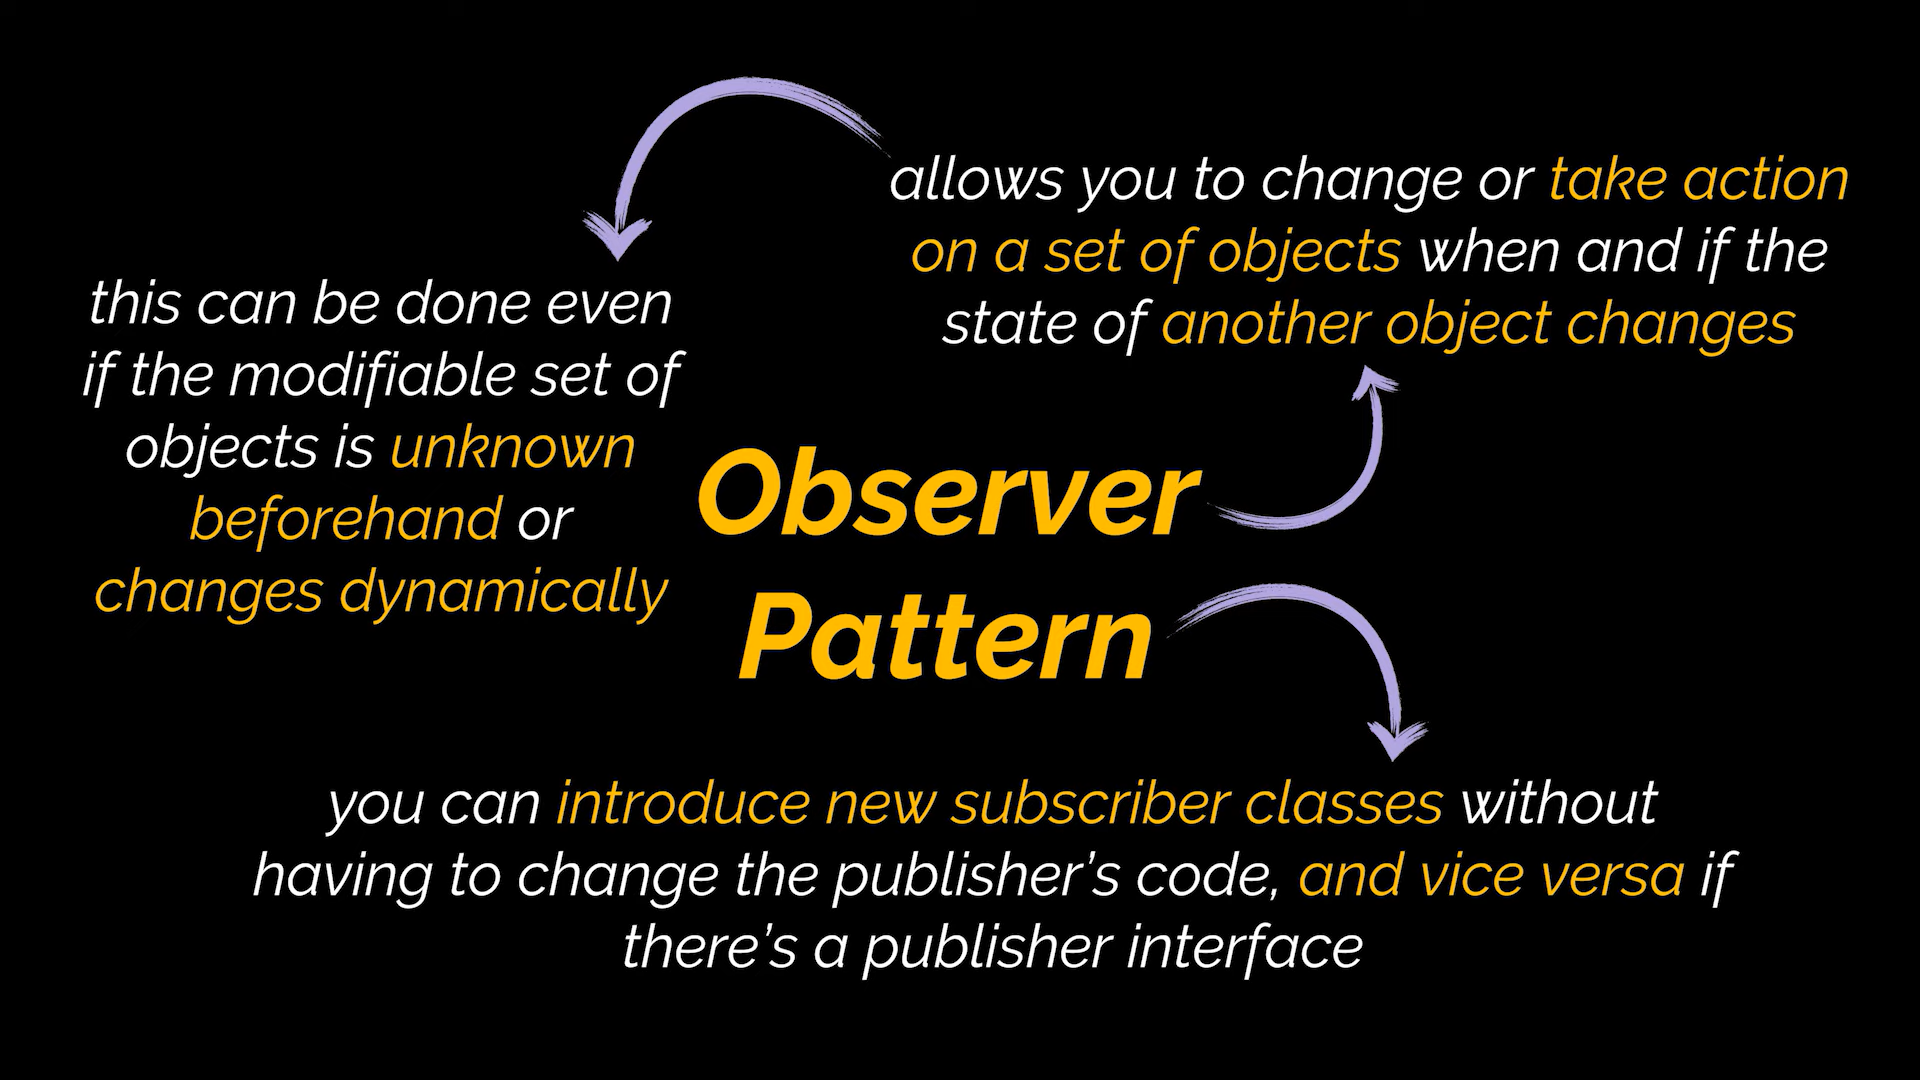 allows you to change or take action
on a set of objects when and if the
state of another object changes
this can be done even
if the modifiable set of
objects is unknown
beforehand or
changes dynamically
Observer
Pattern
you can introduce new subscriber classes without
having to change the publisher’s code, and vice versa if
there’s a publisher interface